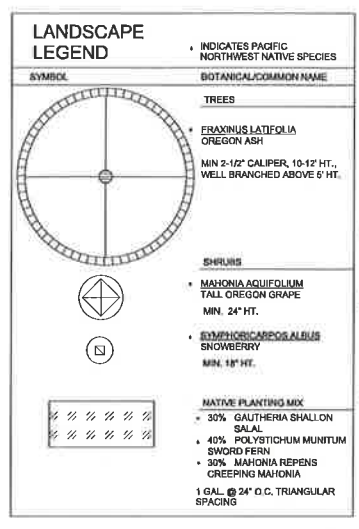 LANDSCAPE
LEGEND
* INDICATES PACIFIC
NORTHWEST NATIVE SPECIES
SYMBOL BOTANICAL/COMMON NAME
TREES
* FRAXINUS LATIFOLIA
OREGON ASH
MIN 2-1/2" CALIPER, 10-12' HT.,
WELL BRANCHED ABOVE 5' HT.
SHRUBS
* MAHONIA AQUIFOLIUM
TALL OREGON GRAPE
MIN. 24" HT.
* SYMPHORICARPOS ALBUS
SNOWBERRY
MIN. 18" HT.
NATIVE PLANTING MIX
* 30% GAUTHERIA SHALLON
SALAL
* 40% POLYSTICHUM MUNITUM
SWORD FERN
* 30% MAHONIA REPENS
CREEPING MAHONIA
1 GAL. @ 24" O.C. TRIANGULAR
SPACING